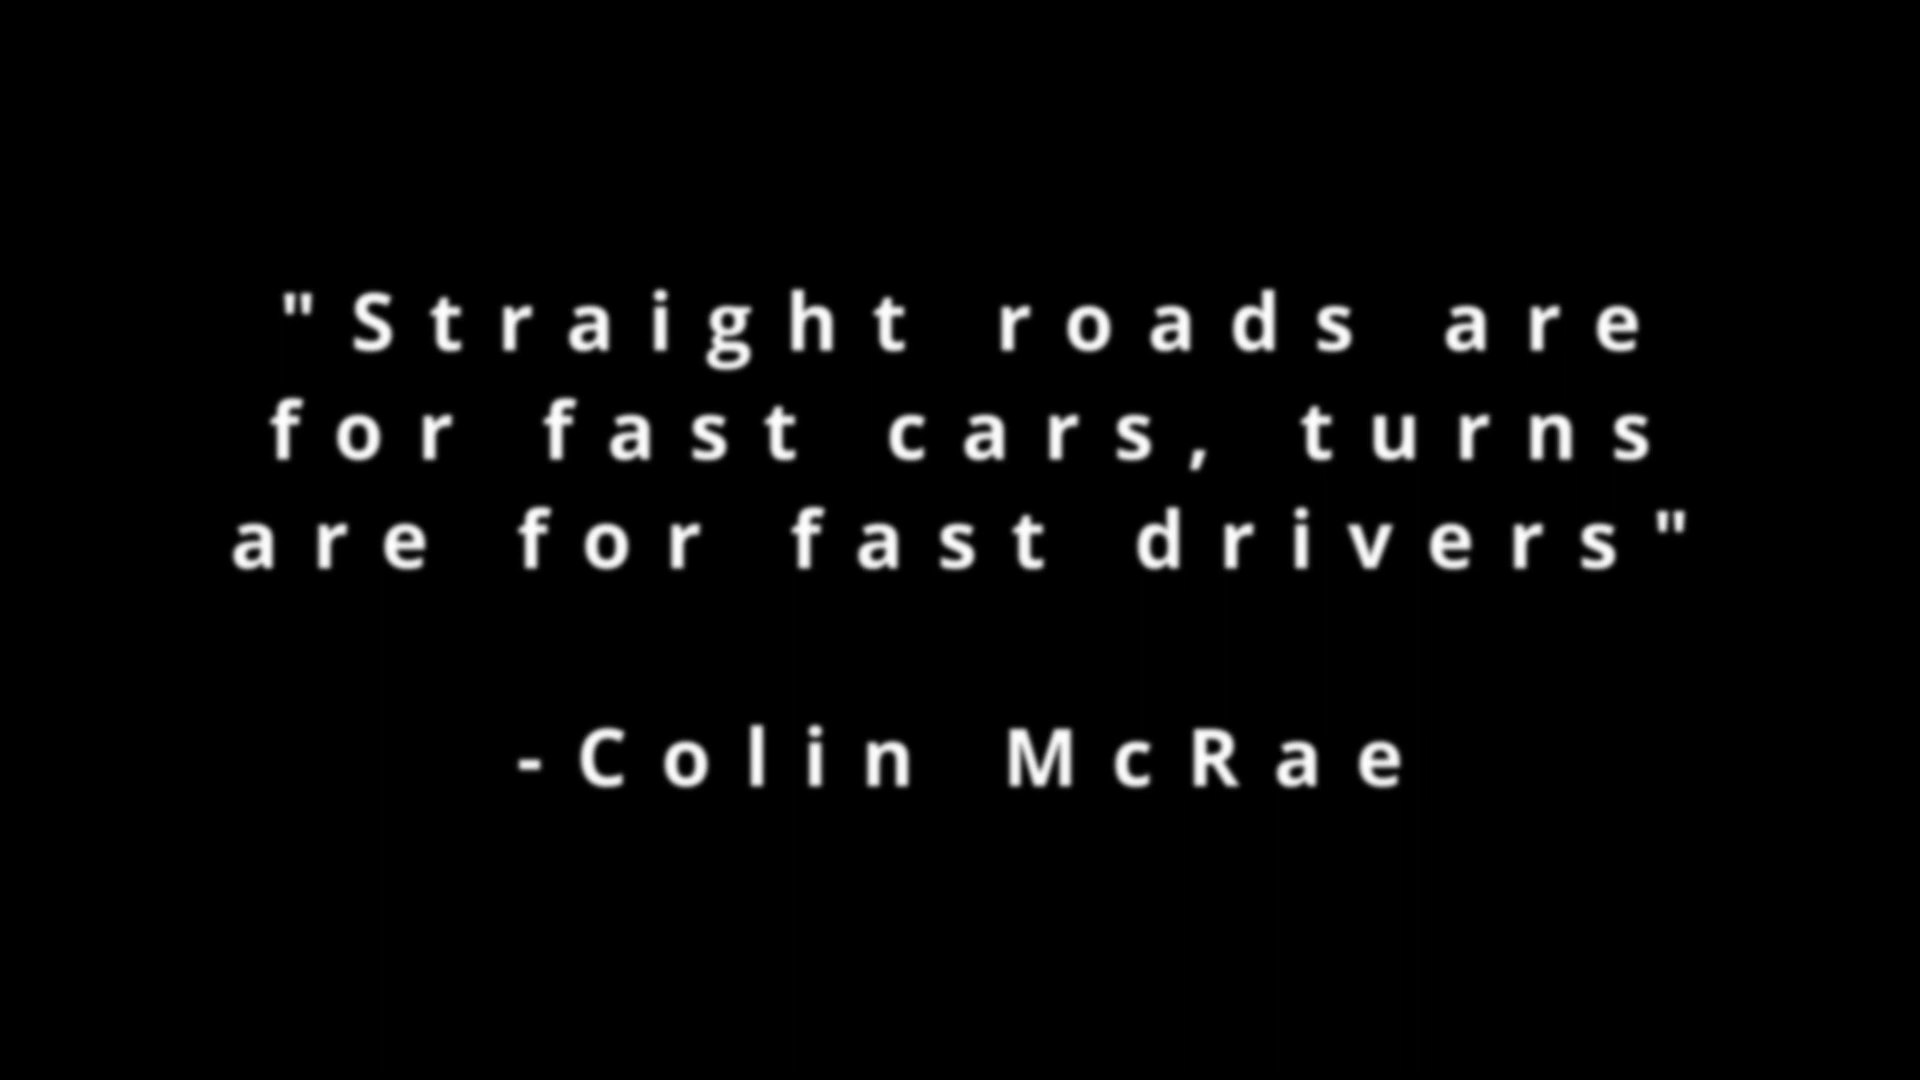 "Straight roads are
for fast cars, turns
are for fast drivers"
-Colin McRae